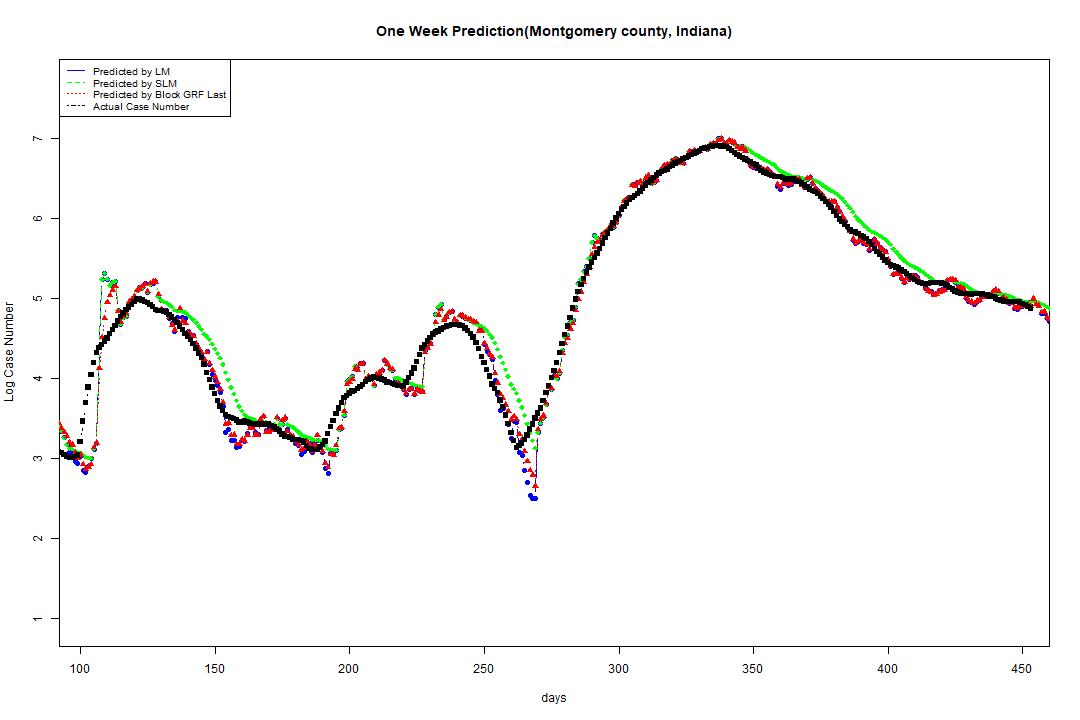 One Week Prediction(Montgomery county, Indiana)
Predicted by LM
Predicted by SLM
Predicted by Block GRF Last
Actual Case Number
7
6
5
4
3
2
1
Log Case Number
100 150 200 250 300 350 400 450
days